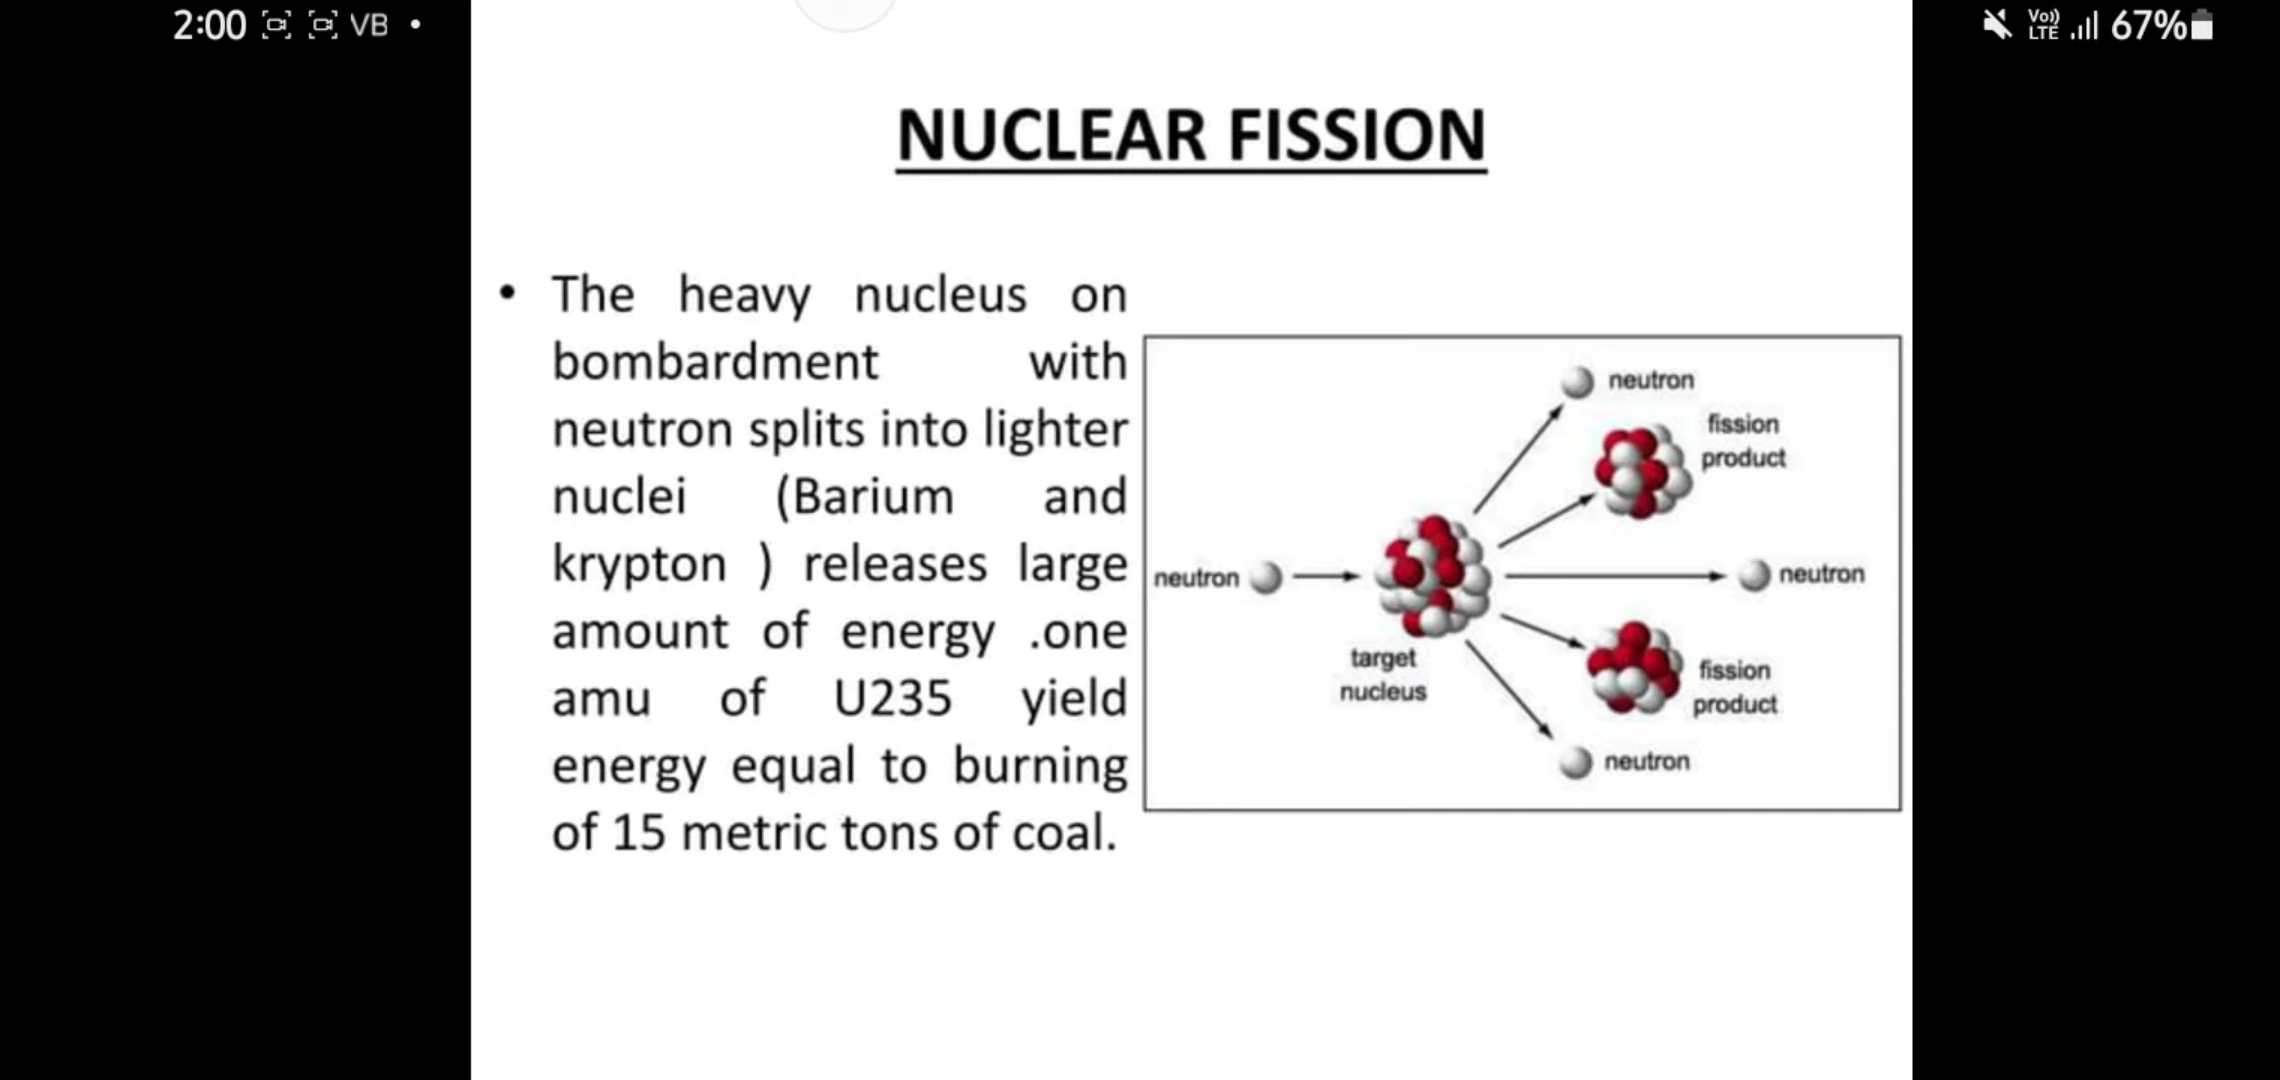 2:00 VB •
Vo)) LTE 67%
NUCLEAR FISSION
• The heavy nucleus on
bombardment with
neutron splits into lighter
nuclei (Barium and
krypton ) releases large
amount of energy .one
amu of U235 yield
energy equal to burning
of 15 metric tons of coal.
neutron
fission
product
neutron
neutron
target
nucleus
fission
product
neutron